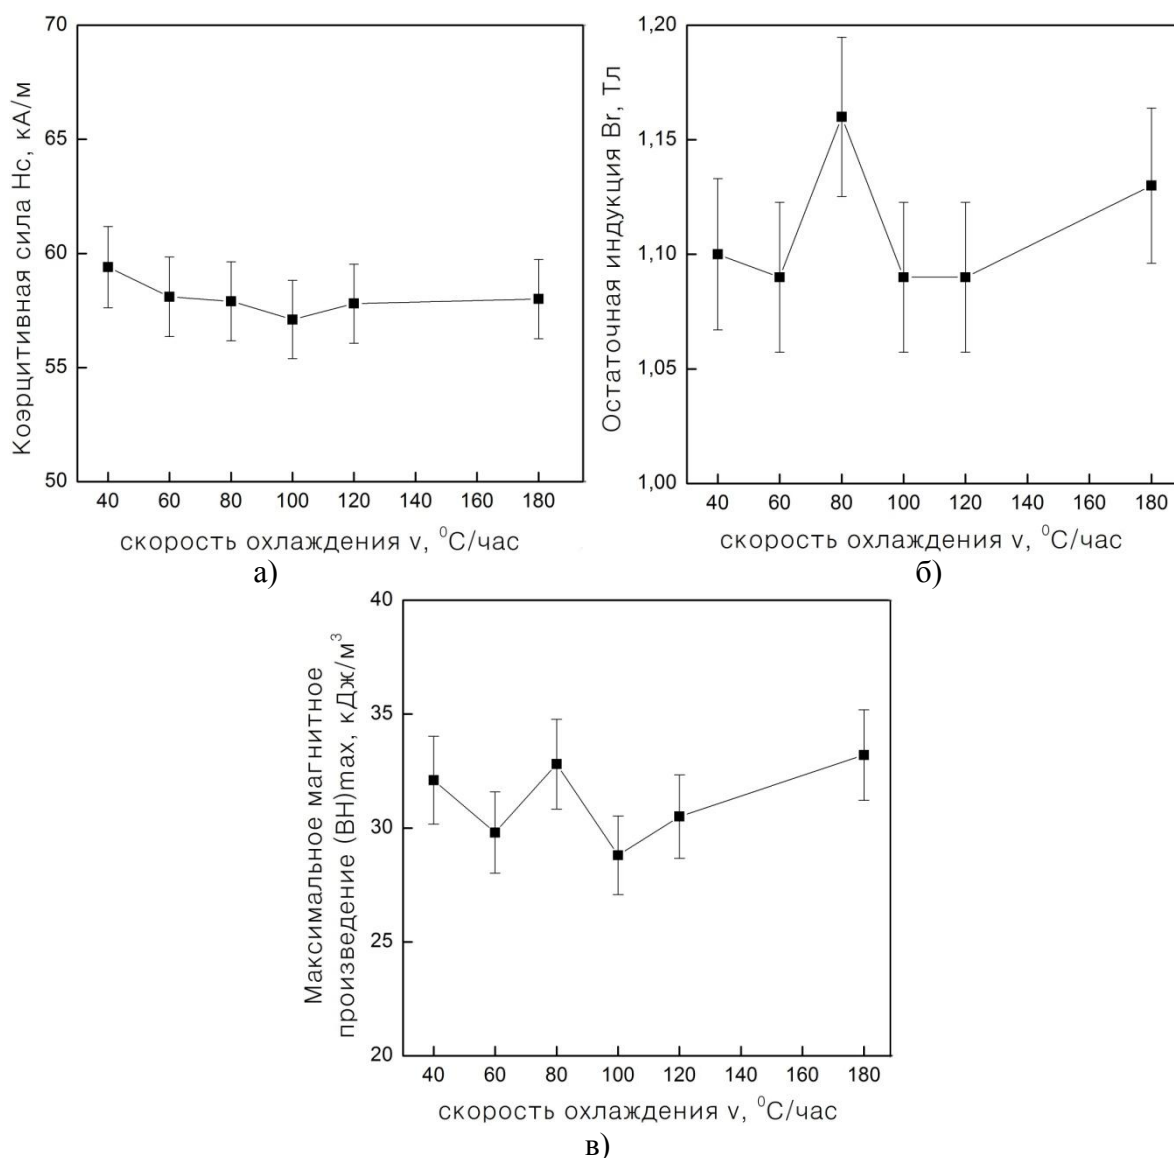 70
65
60
55
50
Коэрцитивная сила Hc, кА/м
40 60 80 100 120 140 160 180
скорость охлаждения v, ⁰С/час
а)
1,20
1,15
1,10
1,05
1,00
Остаточная индукция Br, Тл
40 60 80 100 120 140 160 180
скорость охлаждения v, ⁰С/час
б)
40
35
30
25
20
Максимальное магнитное
произведение (BH)max, кДж/м³
40 60 80 100 120 140 160 180
скорость охлаждения v, ⁰С/час
в)